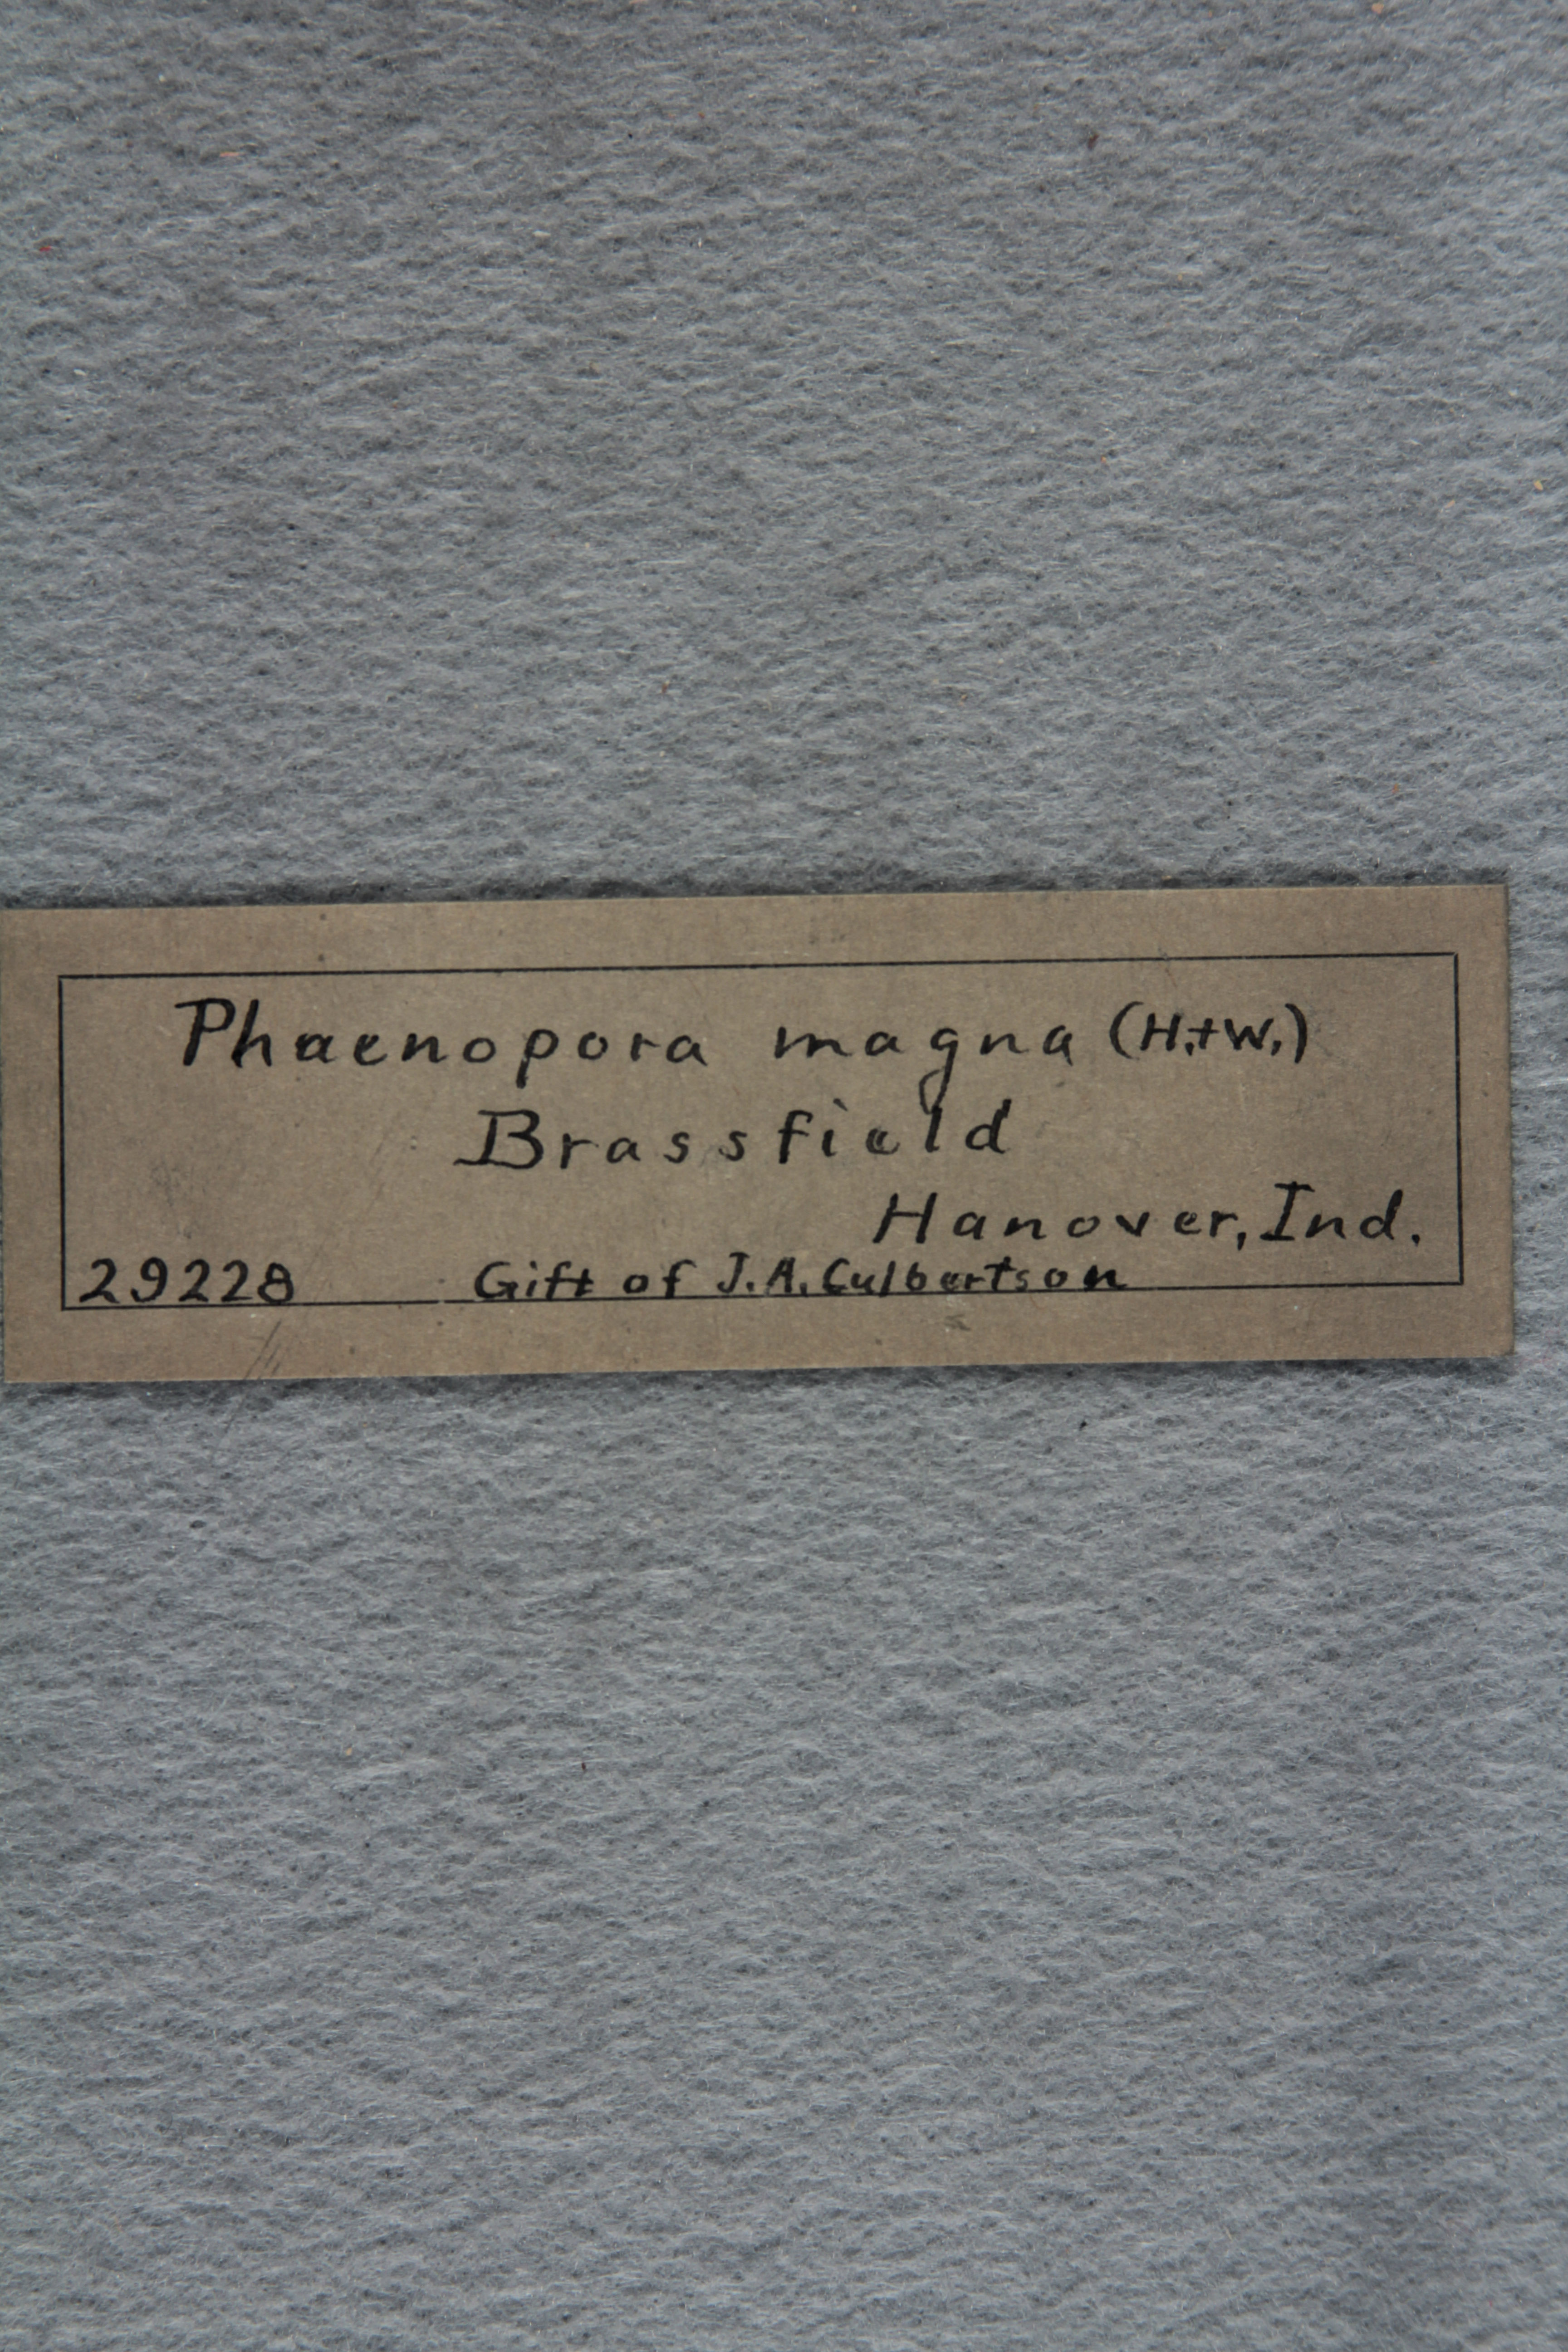 Phaenopora magna (H.+W.)
Brassfield
Hanover, Ind.
29228 Gift of J.A. Culbertson